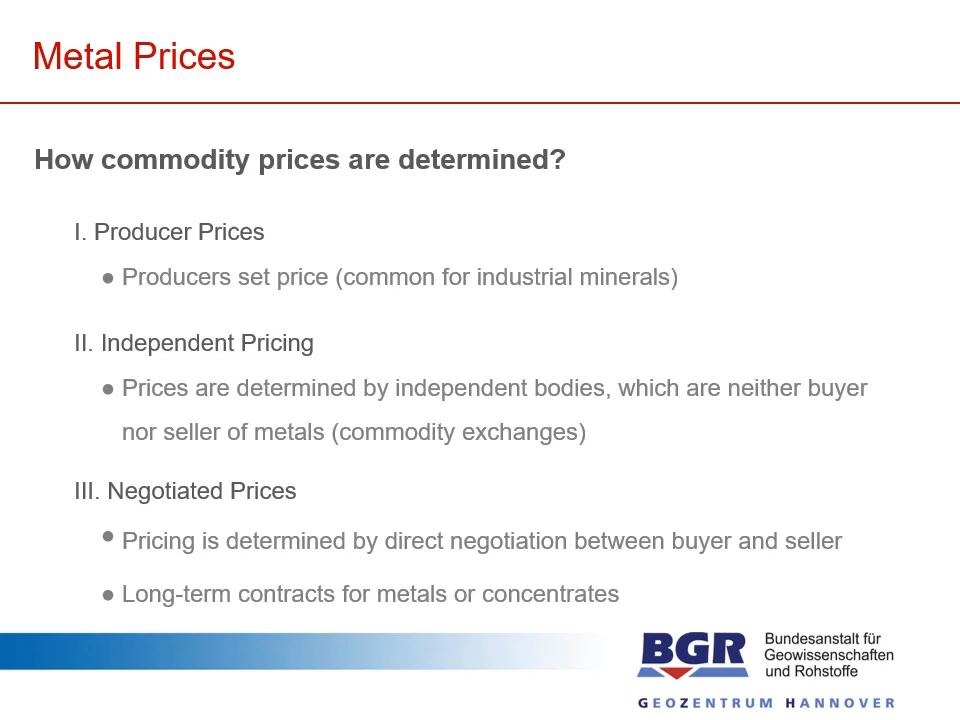 Metal Prices
How commodity prices are determined?
I. Producer Prices
● Producers set price (common for industrial minerals)
II. Independent Pricing
● Prices are determined by independent bodies, which are neither buyer
nor seller of metals (commodity exchanges)
III. Negotiated Prices
● Pricing is determined by direct negotiation between buyer and seller
● Long-term contracts for metals or concentrates
BGR
Bundesanstalt für
Geowissenschaften
und Rohstoffe
GEOZENTRUM HANNOVER